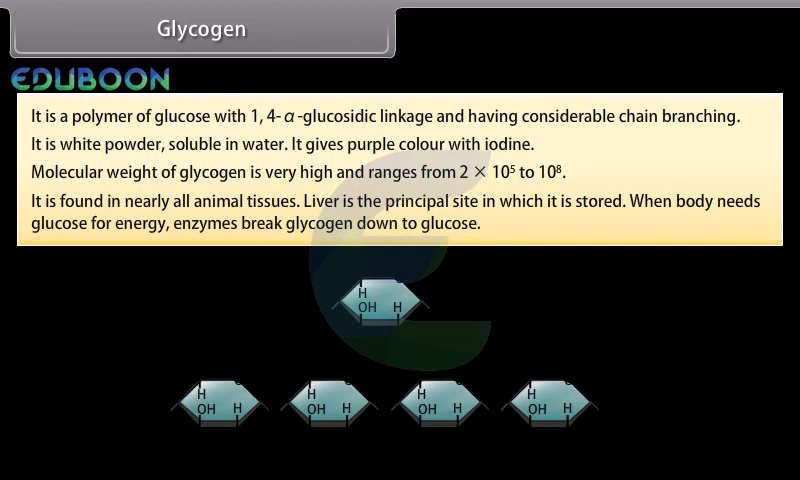 Glycogen
EDUBOON
It is a polymer of glucose with 1, 4-α-glucosidic linkage and having considerable chain branching.
It is white powder, soluble in water. It gives purple colour with iodine.
Molecular weight of glycogen is very high and ranges from 2 × 10⁵ to 10⁸.
It is found in nearly all animal tissues. Liver is the principal site in which it is stored. When body needs
glucose for energy, enzymes break glycogen down to glucose.
H
OH H
H H H H
OH H OH H OH H OH H